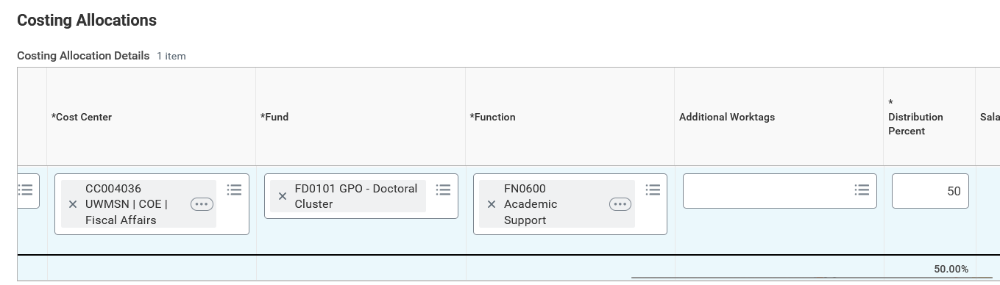 Costing Allocations
Costing Allocation Details 1 item
*Cost Center
*Fund
*Function
Additional Worktags
*
Distribution
Percent
Sala
CC004036
UWMSN | COE |
Fiscal Affairs
FD0101 GPO - Doctoral
Cluster
FN0600
Academic
Support
50
50.00%